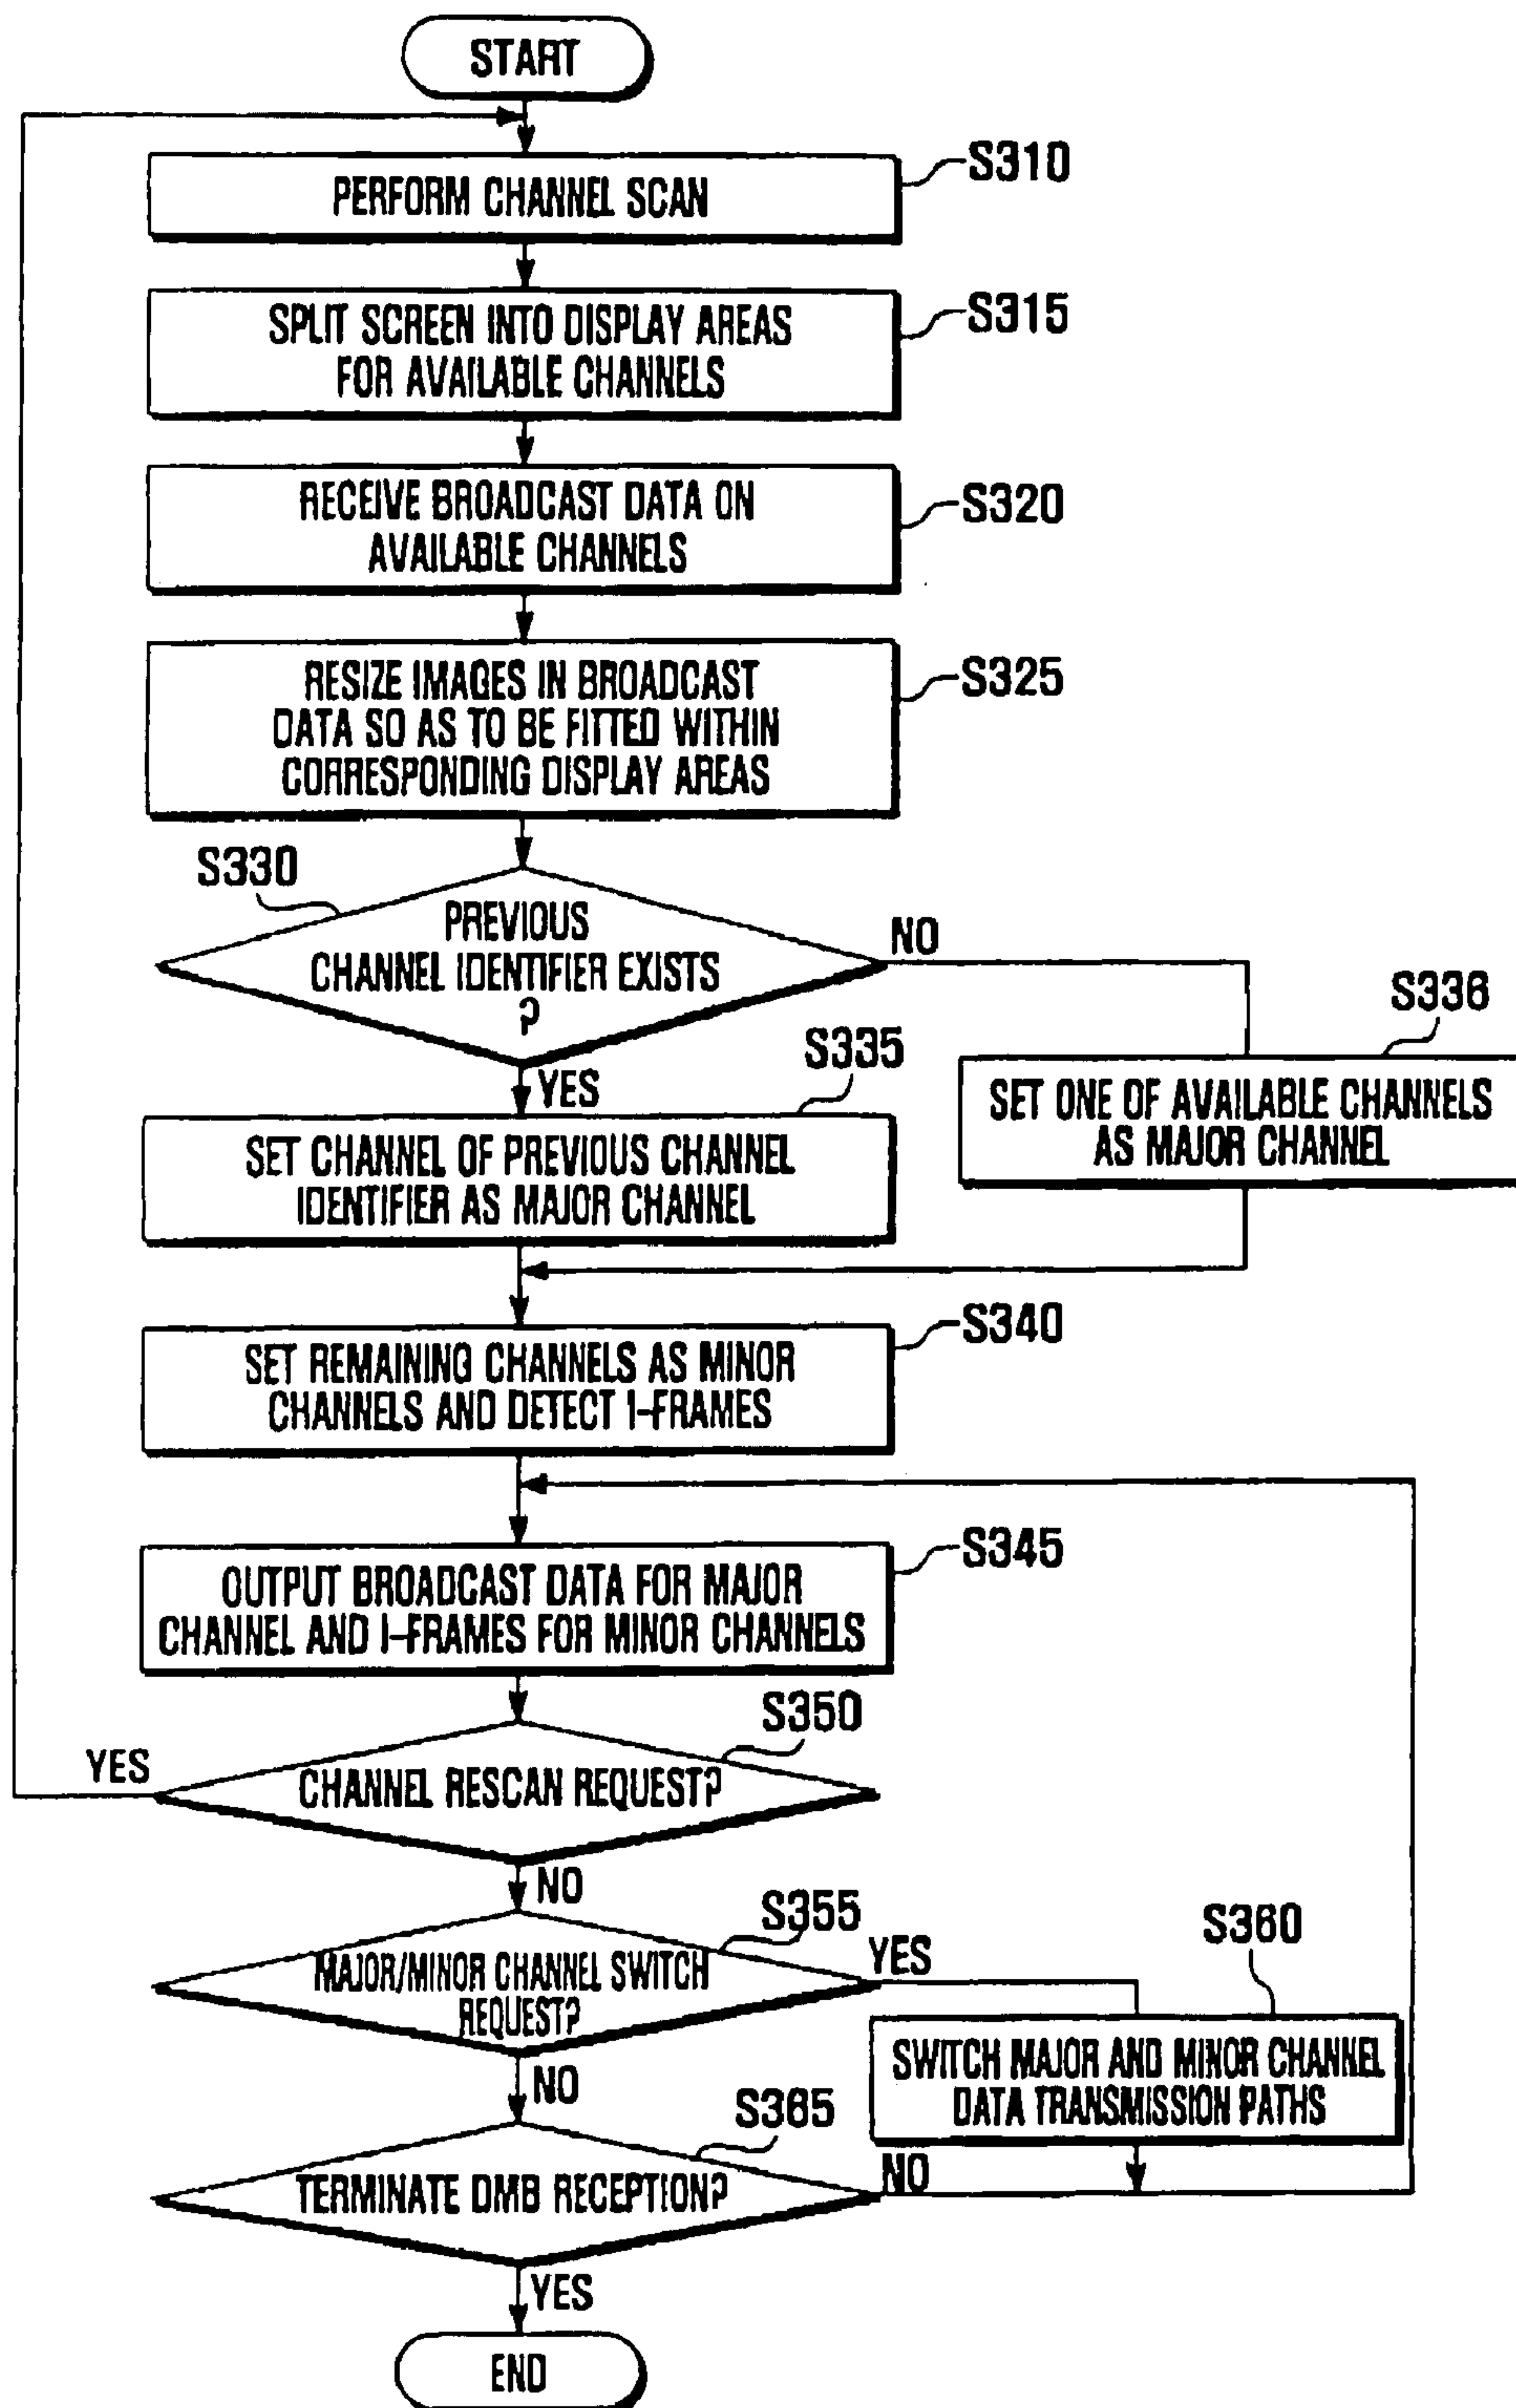 START
PERFORM CHANNEL SCAN
S310
SPLIT SCREEN INTO DISPLAY AREAS
FOR AVAILABLE CHANNELS
S315
RECEIVE BROADCAST DATA ON
AVAILABLE CHANNELS
S320
RESIZE IMAGES IN BROADCAST
DATA SO AS TO BE FITTED WITHIN
CORRESPONDING DISPLAY AREAS
S325
S330
PREVIOUS
CHANNEL IDENTIFIER EXISTS
?
NO
YES
S335
SET CHANNEL OF PREVIOUS CHANNEL
IDENTIFIER AS MAJOR CHANNEL
S336
SET ONE OF AVAILABLE CHANNELS
AS MAJOR CHANNEL
S340
SET REMAINING CHANNELS AS MINOR
CHANNELS AND DETECT I-FRAMES
S345
OUTPUT BROADCAST DATA FOR MAJOR
CHANNEL AND I-FRAMES FOR MINOR CHANNELS
S350
YES
CHANNEL RESCAN REQUEST?
NO
S355
MAJOR/MINOR CHANNEL SWITCH
REQUEST?
YES
S360
SWITCH MAJOR AND MINOR CHANNEL
DATA TRANSMISSION PATHS
NO
S365
TERMINATE DMB RECEPTION?
NO
YES
END